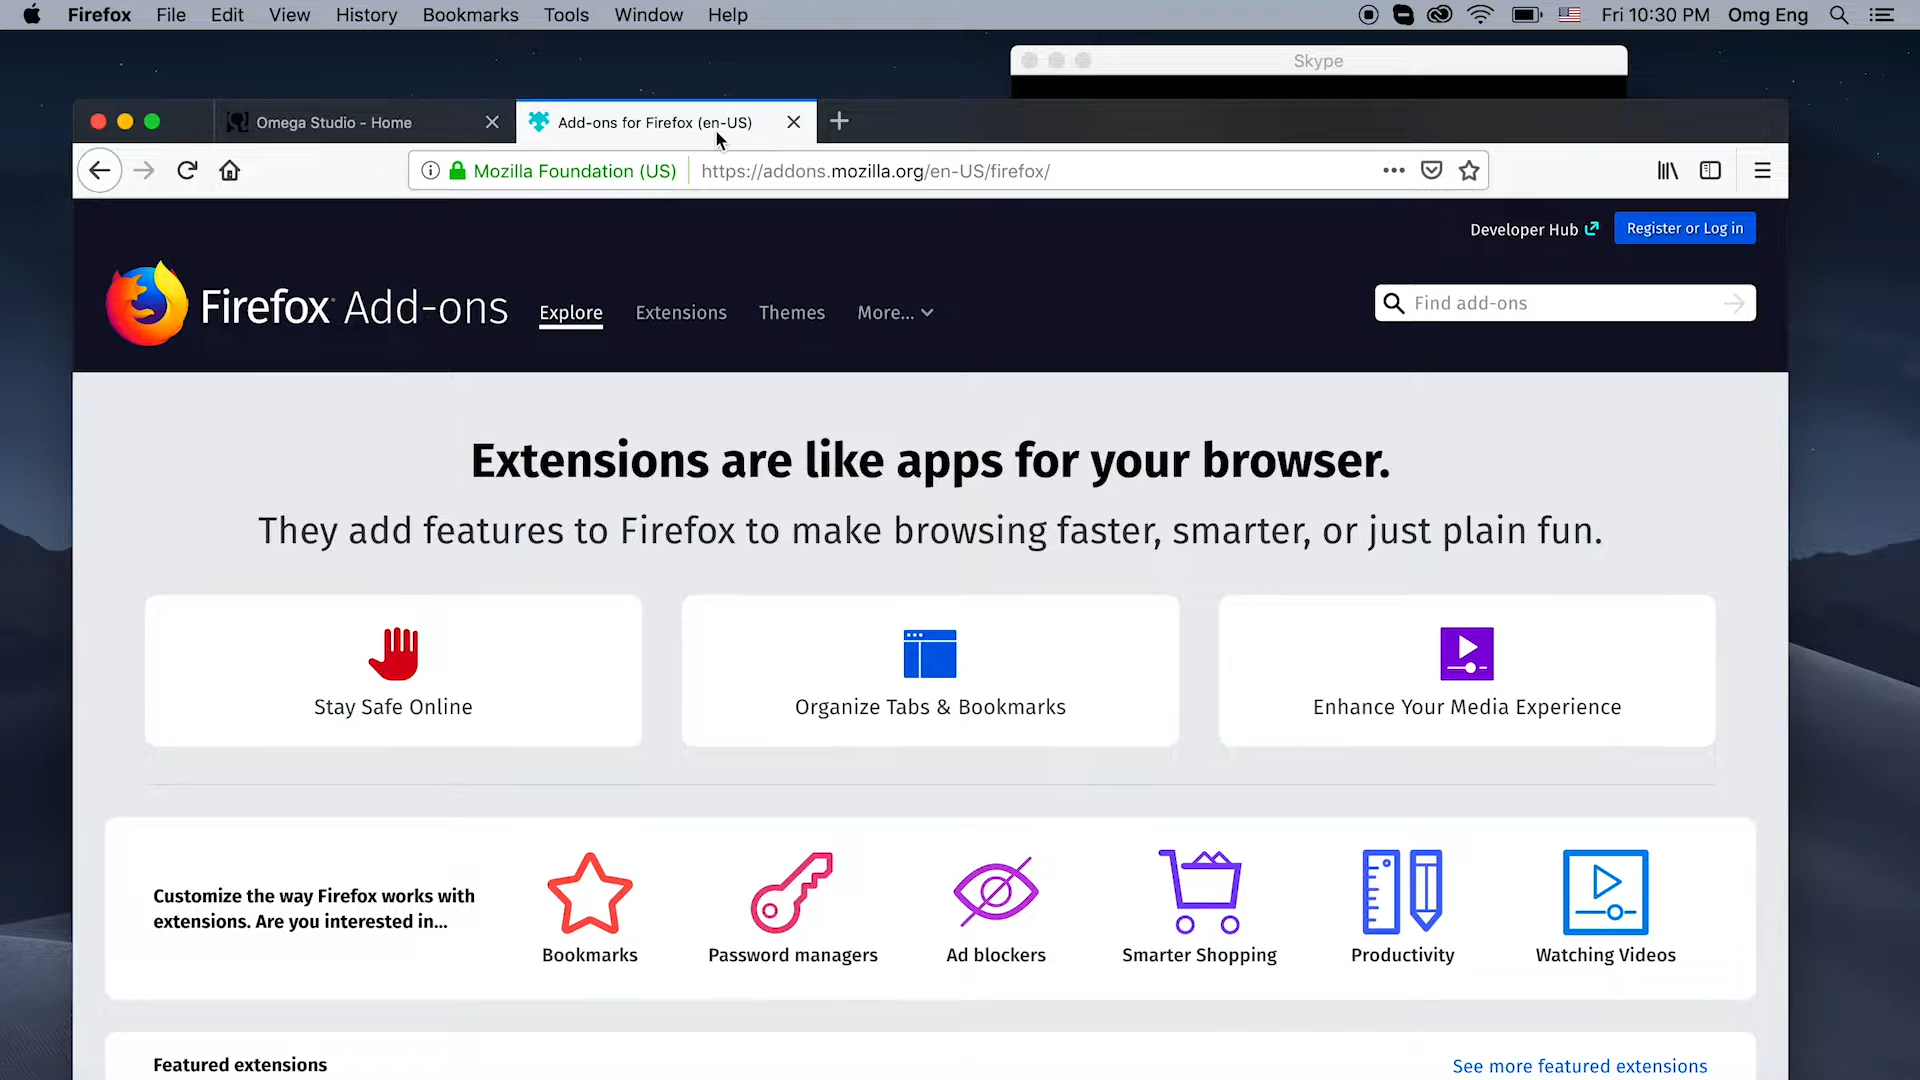 Firefox File Edit View History Bookmarks Tools Window Help Fri 10:30 PM Omg Eng
Skype
Omega Studio - Home Add-ons for Firefox (en-US)
Mozilla Foundation (US) https://addons.mozilla.org/en-US/firefox/
Developer Hub Register or Log in
Firefox Add-ons Explore Extensions Themes More... Find add-ons
Extensions are like apps for your browser.
They add features to Firefox to make browsing faster, smarter, or just plain fun.
Stay Safe Online Organize Tabs & Bookmarks Enhance Your Media Experience
Customize the way Firefox works with
extensions. Are you interested in...
Bookmarks Password managers Ad blockers Smarter Shopping Productivity Watching Videos
Featured extensions See more featured extensions